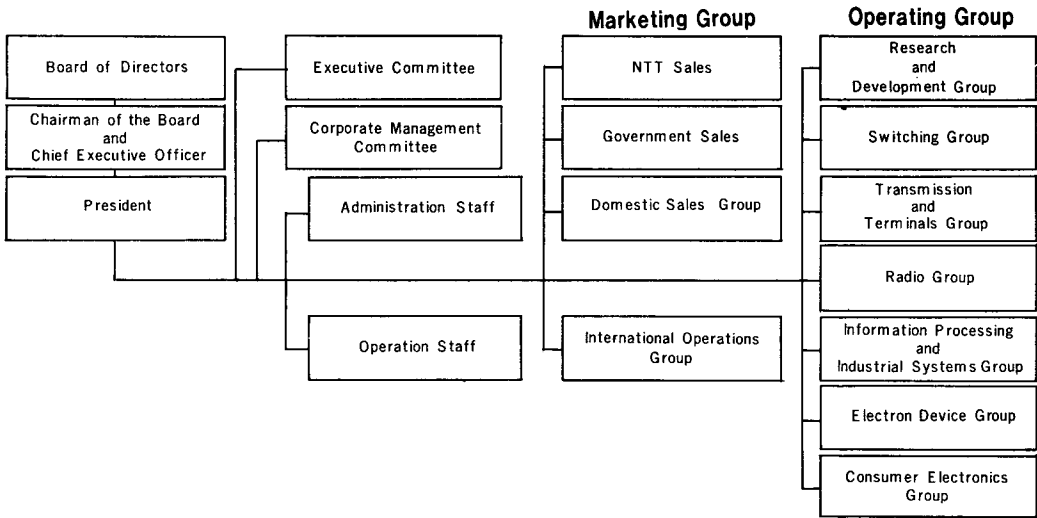 Marketing Group
Operating Group
Board of Directors
Chairman of the Board
and
Chief Executive Officer
President
Executive Committee
Corporate Management
Committee
Administration Staff
Operation Staff
NTT Sales
Government Sales
Domestic Sales Group
International Operations
Group
Research
and
Development Group
Switching Group
Transmission
and
Terminals Group
Radio Group
Information Processing
and
Industrial Systems Group
Electron Device Group
Consumer Electronics
Group